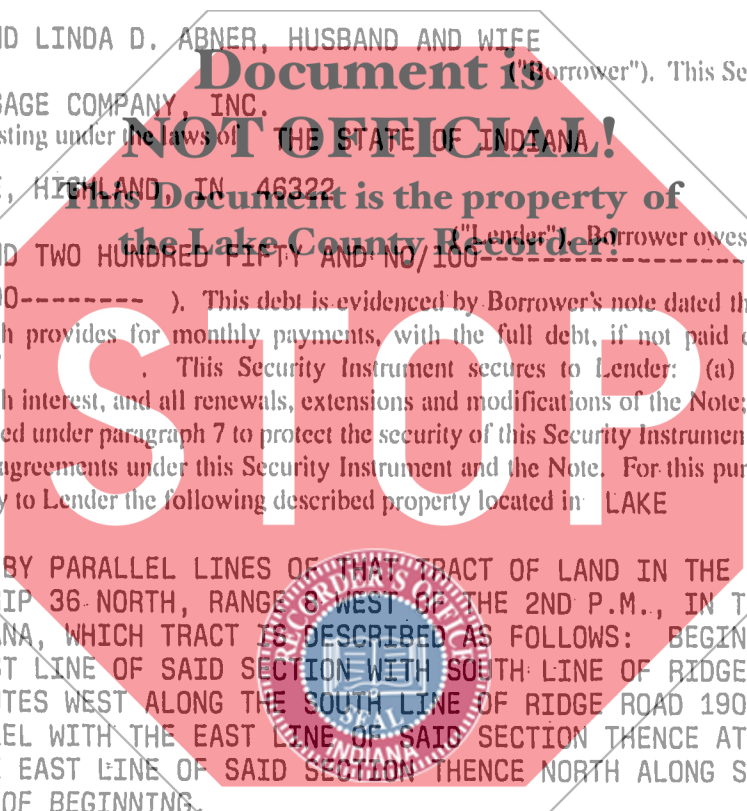 ND LINDA D. ABNER, HUSBAND AND WIFE
Document is
("Borrower"). This Se
GAGE COMPANY, INC.
sting under the laws of THE STATE OF INDIANA
NOT OFFICIAL!
E, HIGHLAND, IN 46322
This Document is the property of
the Lake County Recorder!
("Lender"). Borrower owes
ND TWO HUNDRED FIFTY AND NO/100--------------------
00--------- ). This debt is evidenced by Borrower's note dated th
h provides for monthly payments, with the full debt, if not paid e
. This Security Instrument secures to Lender: (a)
h interest, and all renewals, extensions and modifications of the Note;
ed under paragraph 7 to protect the security of this Security Instrumen
agreements under this Security Instrument and the Note. For this pur
y to Lender the following described property located in LAKE
STOP
BY PARALLEL LINES OF THAT TRACT OF LAND IN THE
IP 36 NORTH, RANGE 8 WEST OF THE 2ND P.M., IN T
ANA, WHICH TRACT IS DESCRIBED AS FOLLOWS: BEGIN
ST LINE OF SAID SECTION WITH SOUTH LINE OF RIDGE
UTES WEST ALONG THE SOUTH LINE OF RIDGE ROAD 190
EL WITH THE EAST LINE OF SAID SECTION THENCE AT
E EAST LINE OF SAID SECTION THENCE NORTH ALONG S
OF BEGINNING.
RECORDER'S OFFICE
SEAL
INDIANA